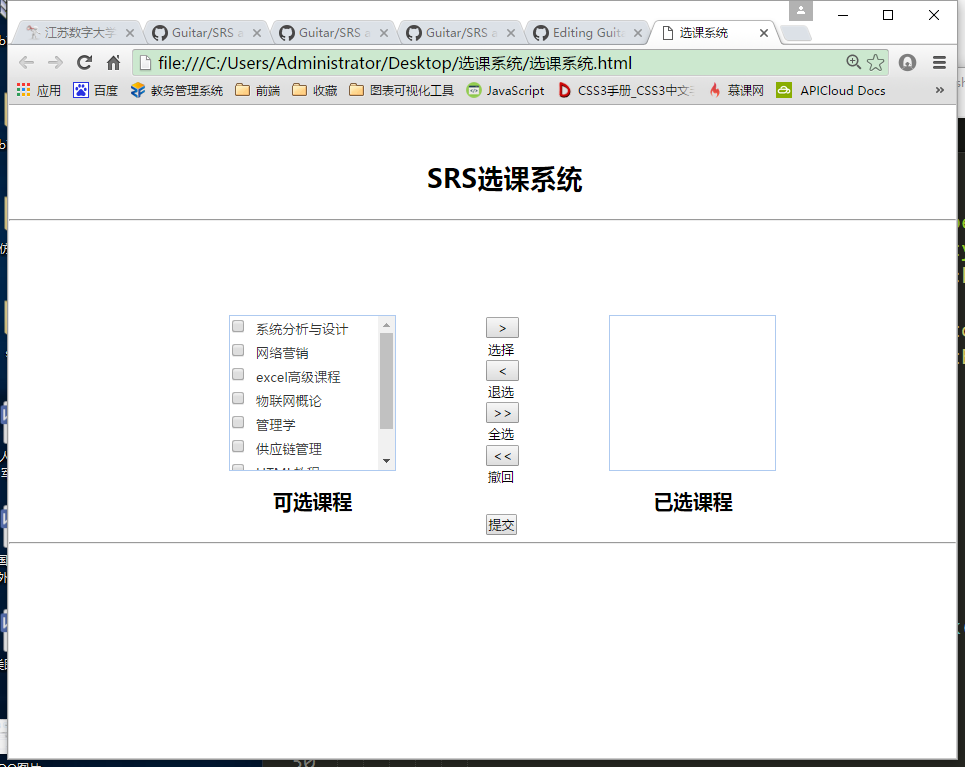 江苏数字大学
Guitar/SRS a
Guitar/SRS a
Guitar/SRS a
Editing Guit
选课系统
file:///C:/Users/Administrator/Desktop/选课系统/选课系统.html
应用
百度
教务管理系统
前端
收藏
图表可视化工具
JavaScript
CSS3手册_CSS3中文
慕课网
APICloud Docs
»
SRS选课系统
系统分析与设计
网络营销
excel高级课程
物联网概论
管理学
供应链管理
HTML教程
可选课程
>
选择
<
退选
>>
全选
<<
撤回
提交
已选课程